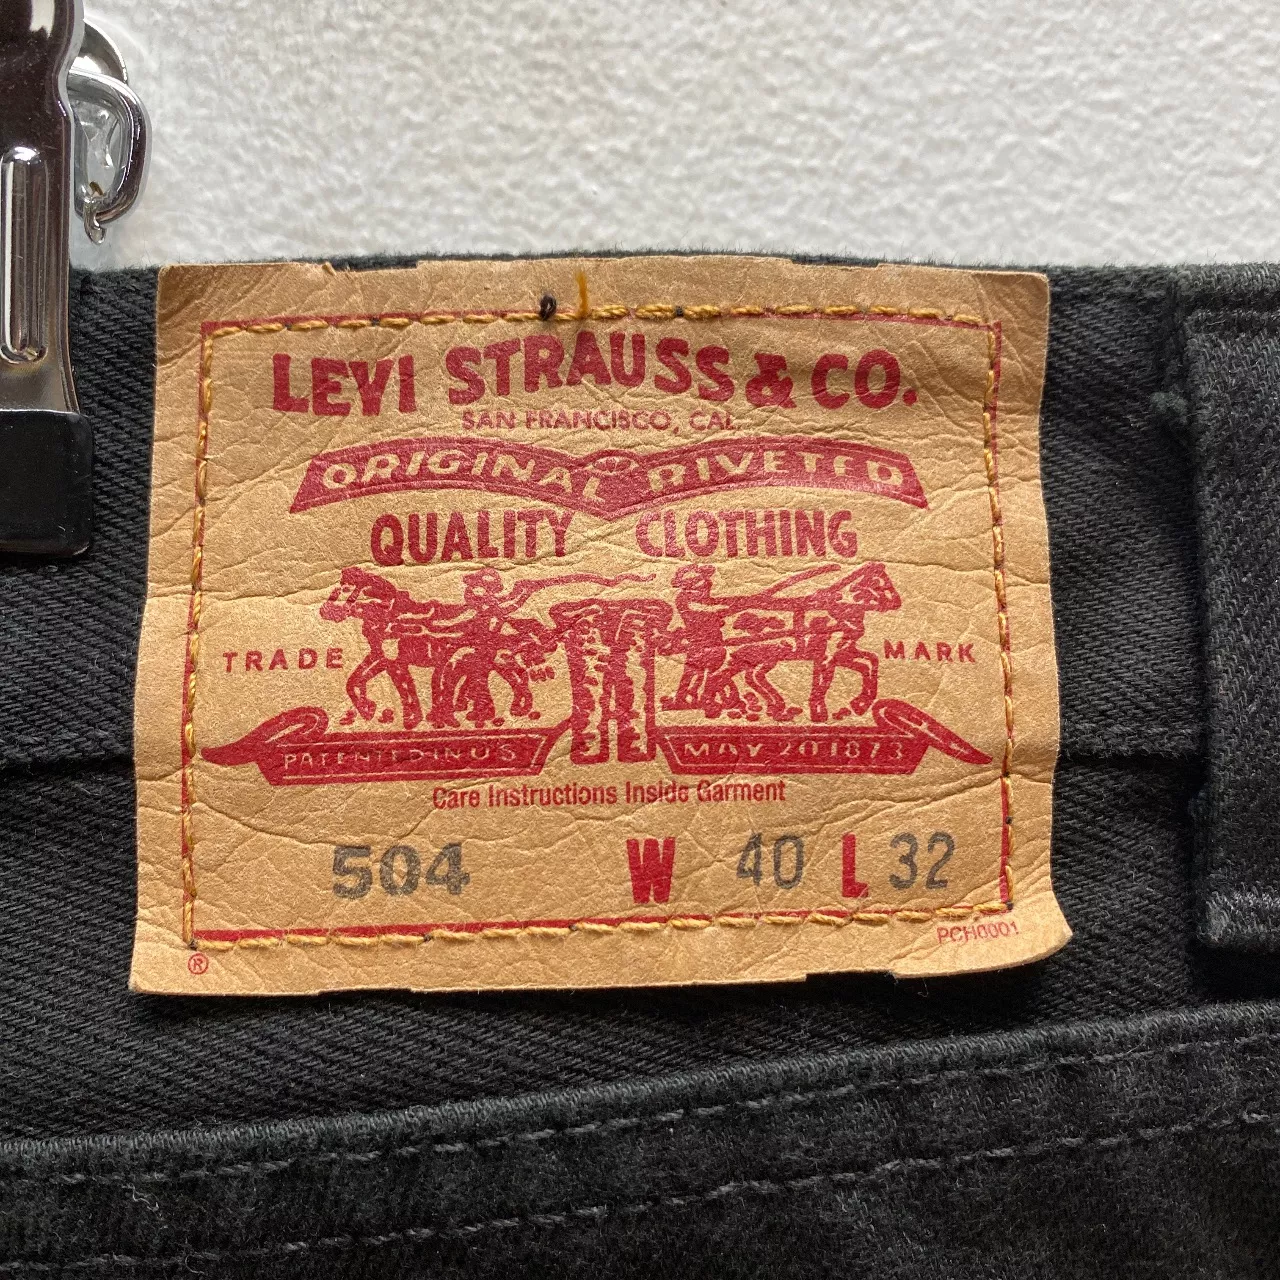 LEVI STRAUSS & CO.
SAN FRANCISCO, CAL
ORIGINAL RIVETED
QUALITY CLOTHING
TRADE MARK
PATENTED IN U S MAY 20 1873
Care Instructions Inside Garment
504 W 40 L 32
PCH0001
®